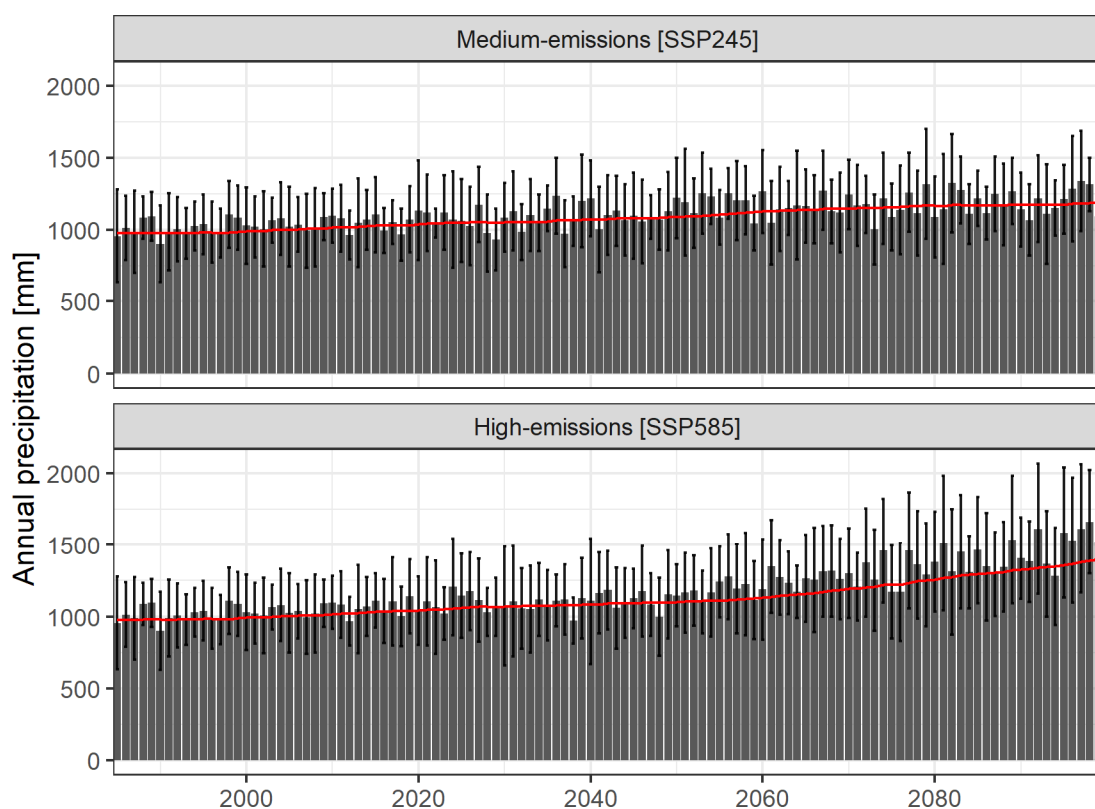 Medium-emissions [SSP245]
2000
1500
1000
500
0
High-emissions [SSP585]
2000
1500
1000
500
0
Annual precipitation [mm]
2000 2020 2040 2060 2080